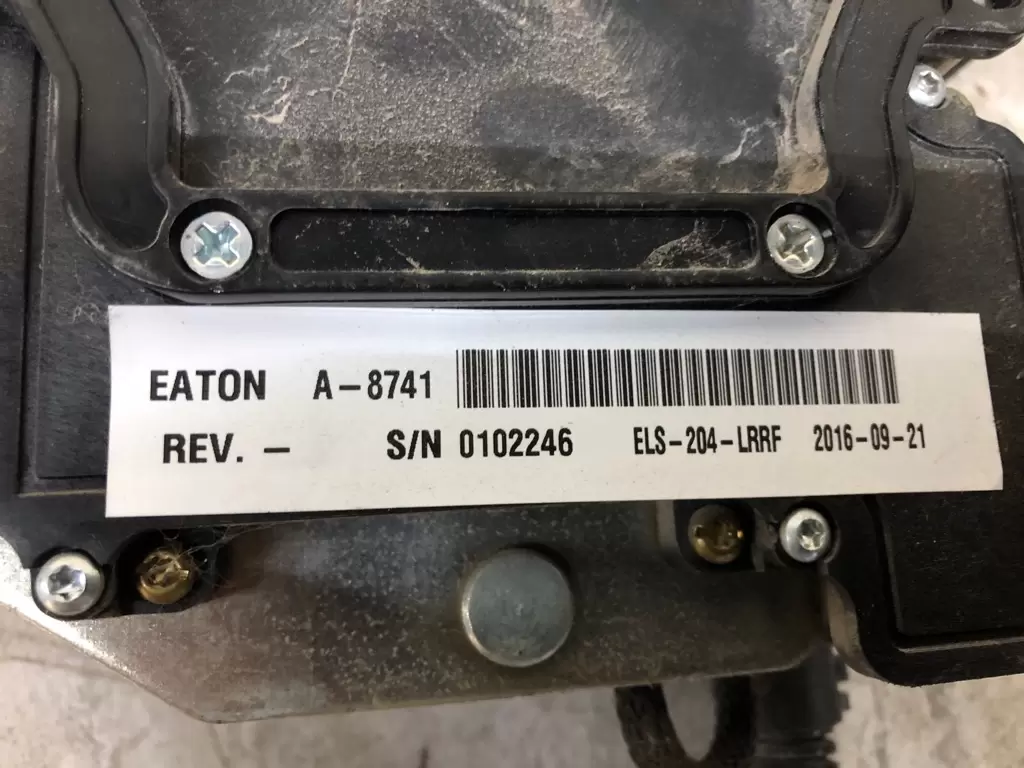 EATON A-8741
REV. - S/N 0102246 ELS-204-LRRF 2016-09-21